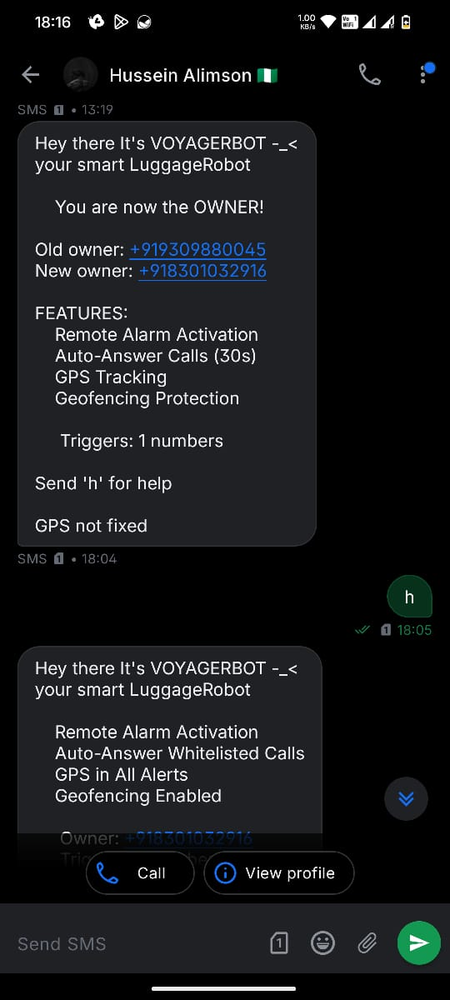 18:16
1.00
KB/s
Vo 1
WiFi
Hussein Alimson
SMS 1 • 13:19
Hey there It's VOYAGERBOT -_<
your smart LuggageRobot
You are now the OWNER!
Old owner: +919309880045
New owner: +918301032916
FEATURES:
Remote Alarm Activation
Auto-Answer Calls (30s)
GPS Tracking
Geofencing Protection
Triggers: 1 numbers
Send 'h' for help
GPS not fixed
SMS 1 • 18:04
h
1 18:05
Hey there It's VOYAGERBOT -_<
your smart LuggageRobot
Remote Alarm Activation
Auto-Answer Whitelisted Calls
GPS in All Alerts
Geofencing Enabled
Owner: +918301032916
Call
View profile
Send SMS
1